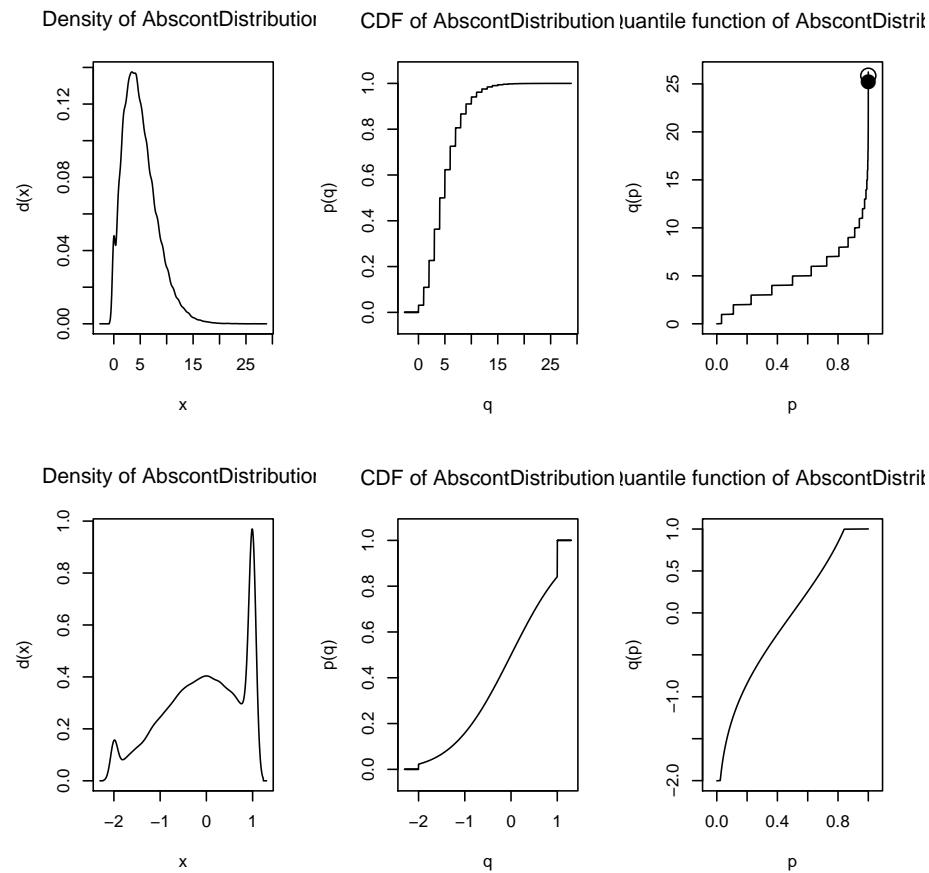 Density of AbscontDistribution
CDF of AbscontDistribution
Quantile function of AbscontDistrib
d(x)
0.00 0.04 0.08 0.12
0 5 15 25
x
p(q)
0.0 0.2 0.4 0.6 0.8 1.0
0 5 15 25
q
q(p)
0 5 10 15 20 25
0.0 0.4 0.8
p
Density of AbscontDistribution
CDF of AbscontDistribution
Quantile function of AbscontDistrib
d(x)
0.0 0.2 0.4 0.6 0.8 1.0
−2 −1 0 1
x
p(q)
0.0 0.2 0.4 0.6 0.8 1.0
−2 −1 0 1
q
q(p)
−2.0 −1.0 0.0 0.5 1.0
0.0 0.4 0.8
p